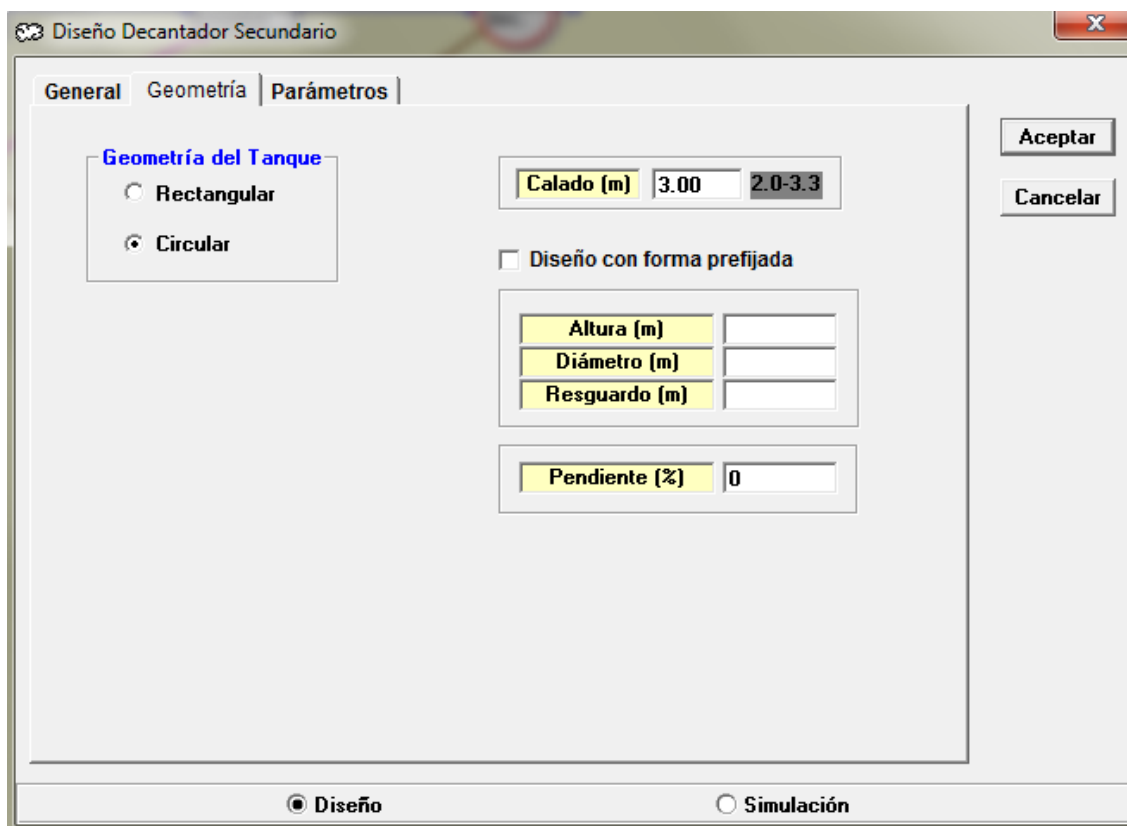 Diseño Decantador Secundario
General Geometría Parámetros
Geometría del Tanque
Rectangular
Circular
Calado (m) 3.00 2.0-3.3
Diseño con forma prefijada
Altura (m)
Diámetro (m)
Resguardo (m)
Pendiente (%) 0
Aceptar
Cancelar
Diseño Simulación